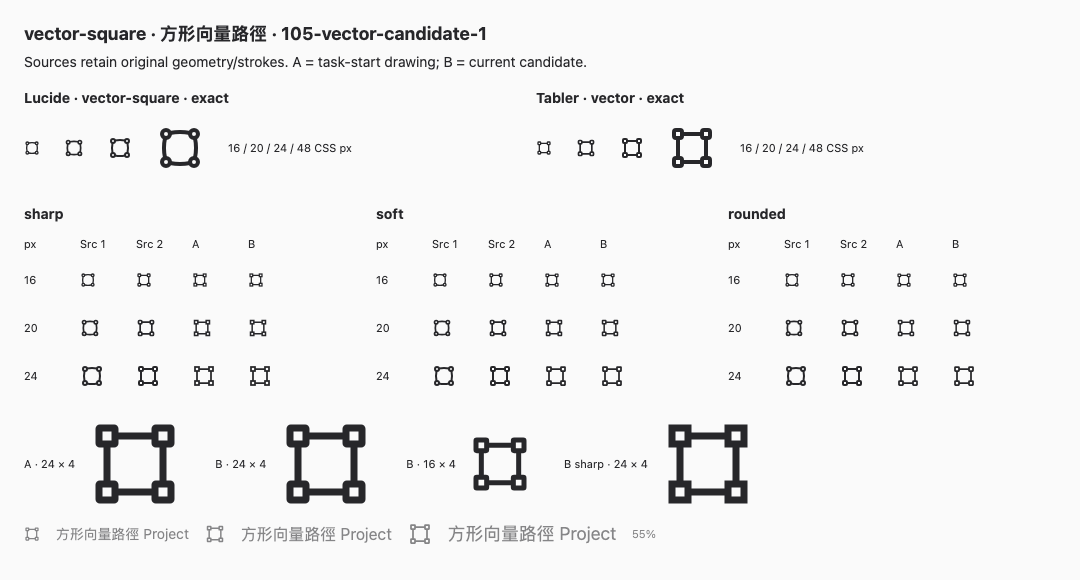 vector-square · 方形向量路徑 · 105-vector-candidate-1
Sources retain original geometry/strokes. A = task-start drawing; B = current candidate.
Lucide · vector-square · exact
Tabler · vector · exact
16 / 20 / 24 / 48 CSS px
16 / 20 / 24 / 48 CSS px
sharp
soft
rounded
px Src 1 Src 2 A B
px Src 1 Src 2 A B
px Src 1 Src 2 A B
16
16
16
20
20
20
24
24
24
A · 24 × 4
B · 24 × 4
B · 16 × 4
B sharp · 24 × 4
方形向量路徑 Project
方形向量路徑 Project
方形向量路徑 Project
55%